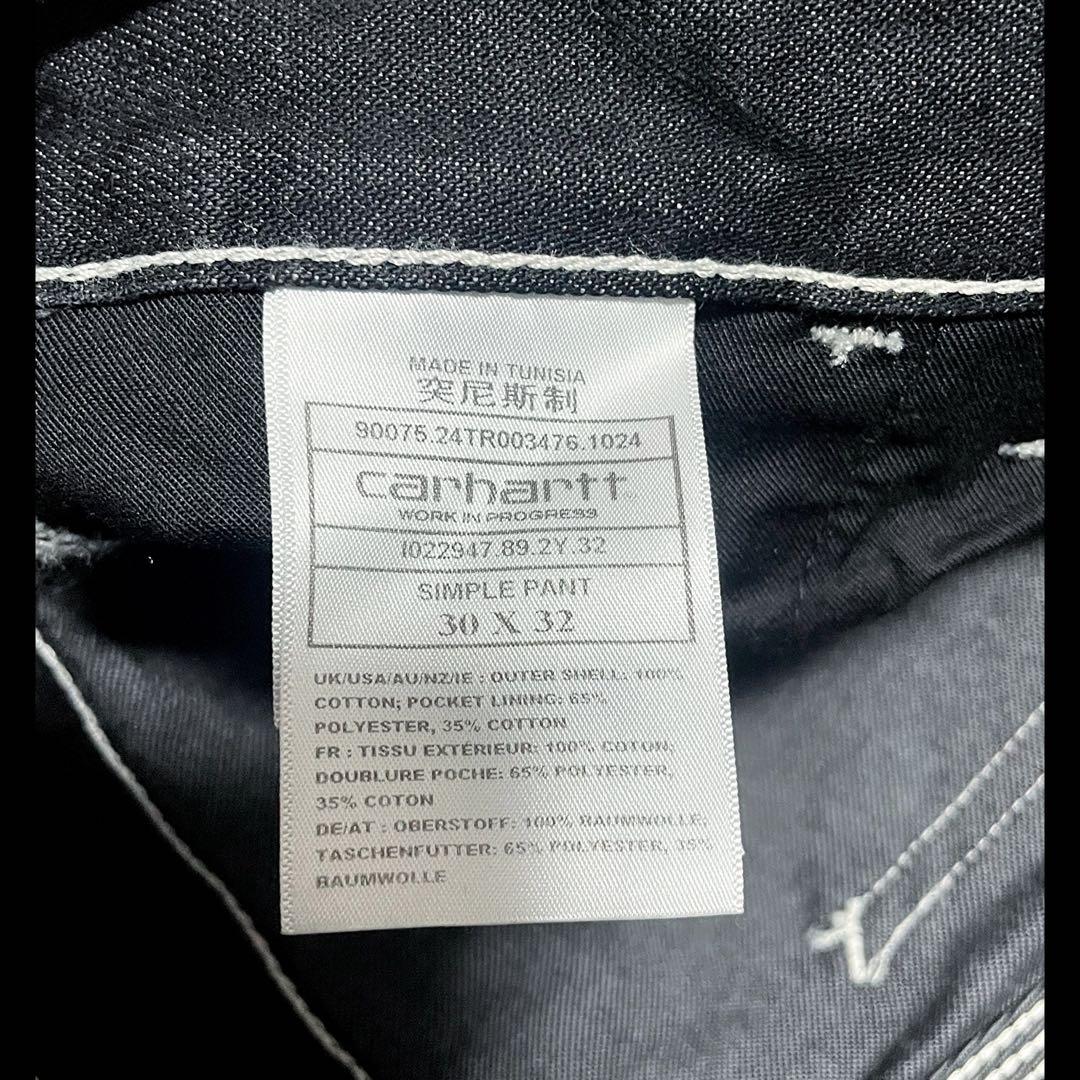 MADE IN TUNISIA
突尼斯制
90075.24TR003476.1024
carhartt
WORK IN PROGRESS
I022947.89.2Y.32
SIMPLE PANT
30 X 32
UK/USA/AU/NZ/IE : OUTER SHELL: 100%
COTTON; POCKET LINING: 65%
POLYESTER, 35% COTTON
FR : TISSU EXTÉRIEUR: 100% COTON;
DOUBLURE POCHE: 65% POLYESTER,
35% COTON
DE/AT : OBERSTOFF: 100% BAUMWOLLE;
TASCHENFUTTER: 65% POLYESTER, 35%
BAUMWOLLE